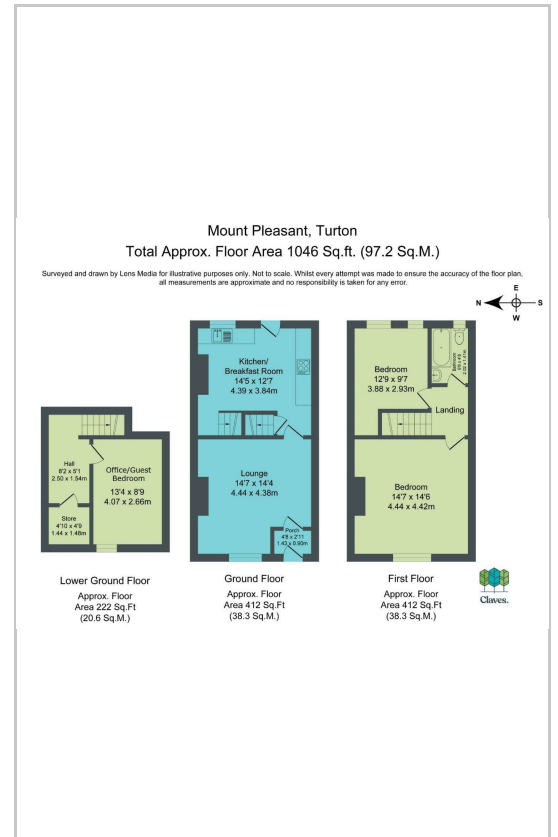 Mount Pleasant, Turton
Total Approx. Floor Area 1046 Sq.ft. (97.2 Sq.M.)
Surveyed and drawn by Lens Media for illustrative purposes only. Not to scale. Whilst every attempt was made to ensure the accuracy of the floor plan,
all measurements are approximate and no responsibility is taken for any error.
E
N
S
W
Hall
8'2 x 5'1
2.50 x 1.54m
Office/Guest
Bedroom
13'4 x 8'9
4.07 x 2.66m
Store
4'10 x 4'9
1.44 x 1.48m
Lower Ground Floor
Approx. Floor
Area 222 Sq.Ft
(20.6 Sq.M.)
Kitchen/
Breakfast Room
14'5 x 12'7
4.39 x 3.84m
Lounge
14'7 x 14'4
4.44 x 4.38m
Porch
4'8 x 2'11
1.43 x 0.90m
Ground Floor
Approx. Floor
Area 412 Sq.Ft
(38.3 Sq.M.)
Bedroom
12'9 x 9'7
3.88 x 2.93m
Bathroom
Landing
Bedroom
14'7 x 14'6
4.44 x 4.42m
First Floor
Approx. Floor
Area 412 Sq.Ft
(38.3 Sq.M.)
Claves.